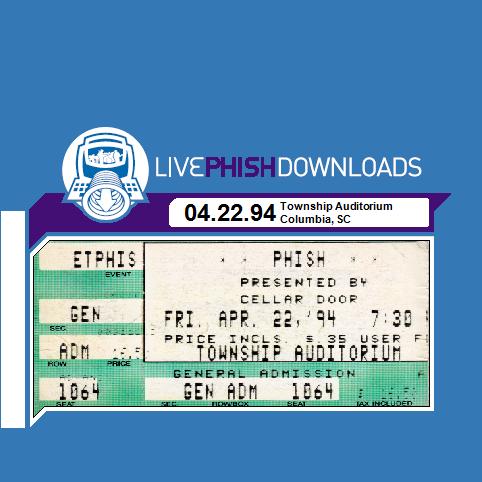 LIVEPHISHDOWNLOADS
04.22.94 Township Auditorium
Columbia, SC
ETPHIS * * PHISH * *
EVENT
PRESENTED BY
CELLAR DOOR
GEN FRI. APR. 22,'94 7:30
SEC
PRICE INCLS $.35 USER F
ADM TOWNSHIP AUDITORIUM
ROW PRICE
GENERAL ADMISSION A
1064 GEN ADM 1064
SEAT SEC ROW/BOX SEAT TAX INCLUDED